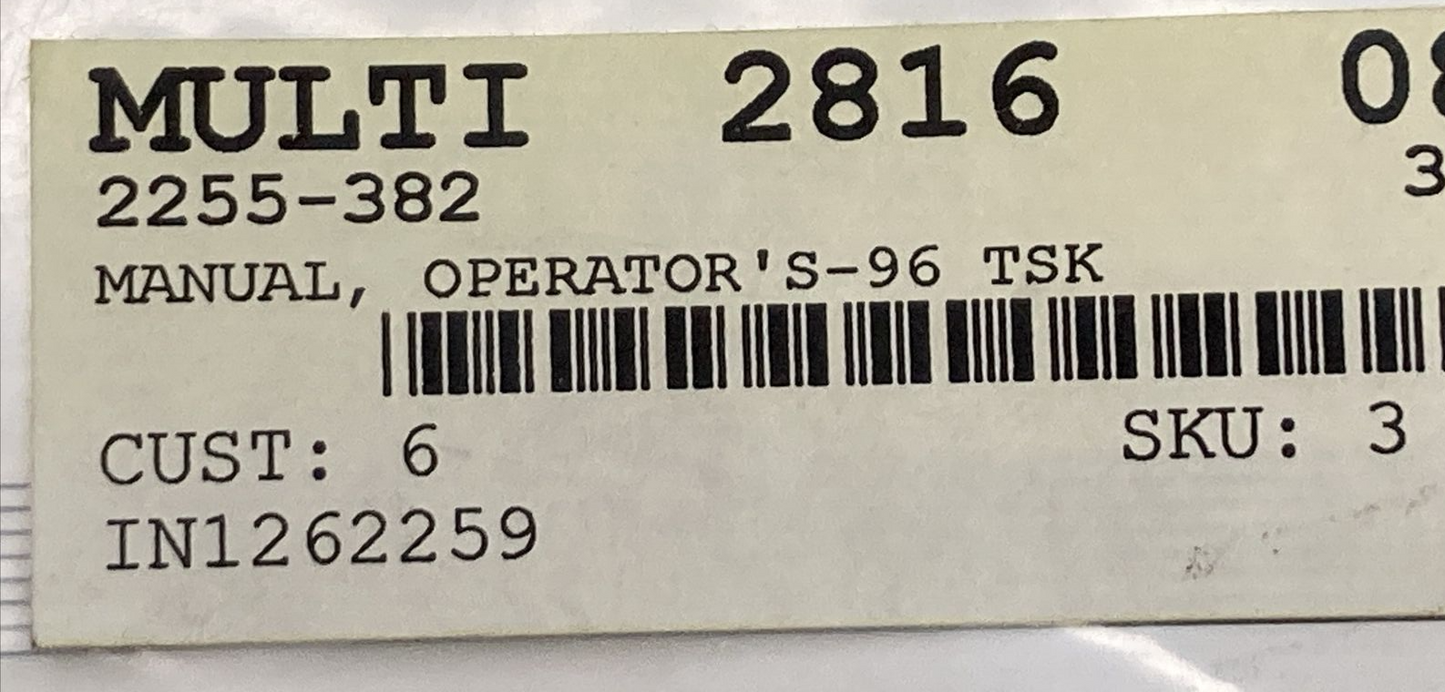 MULTI 2816
2255-382
MANUAL, OPERATOR'S-96 TSK
CUST: 6 SKU: 3
IN1262259